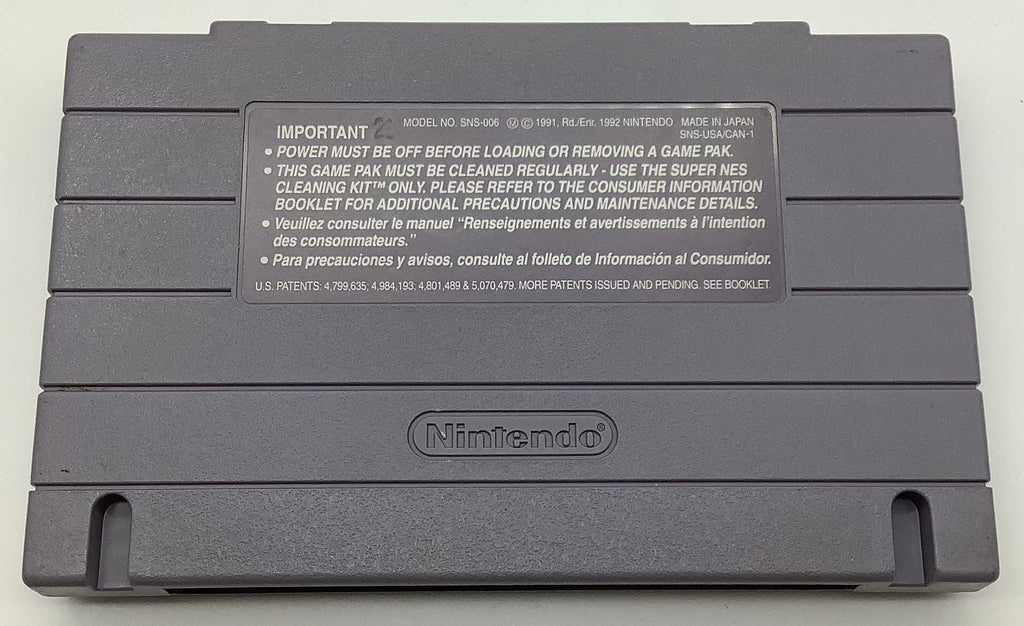 IMPORTANT 20 MODEL NO. SNS-006 Ⓜ © 1991, Rd./Enr. 1992 NINTENDO MADE IN JAPAN
SNS-USA/CAN-1
• POWER MUST BE OFF BEFORE LOADING OR REMOVING A GAME PAK.
• THIS GAME PAK MUST BE CLEANED REGULARLY - USE THE SUPER NES
CLEANING KIT™ ONLY. PLEASE REFER TO THE CONSUMER INFORMATION
BOOKLET FOR ADDITIONAL PRECAUTIONS AND MAINTENANCE DETAILS.
• Veuillez consulter le manuel "Renseignements et avertissements à l'intention
des consommateurs."
• Para precauciones y avisos, consulte al folleto de Información al Consumidor.
U.S. PATENTS: 4,799,635; 4,984,193; 4,801,489 & 5,070,479. MORE PATENTS ISSUED AND PENDING. SEE BOOKLET.
Nintendo®